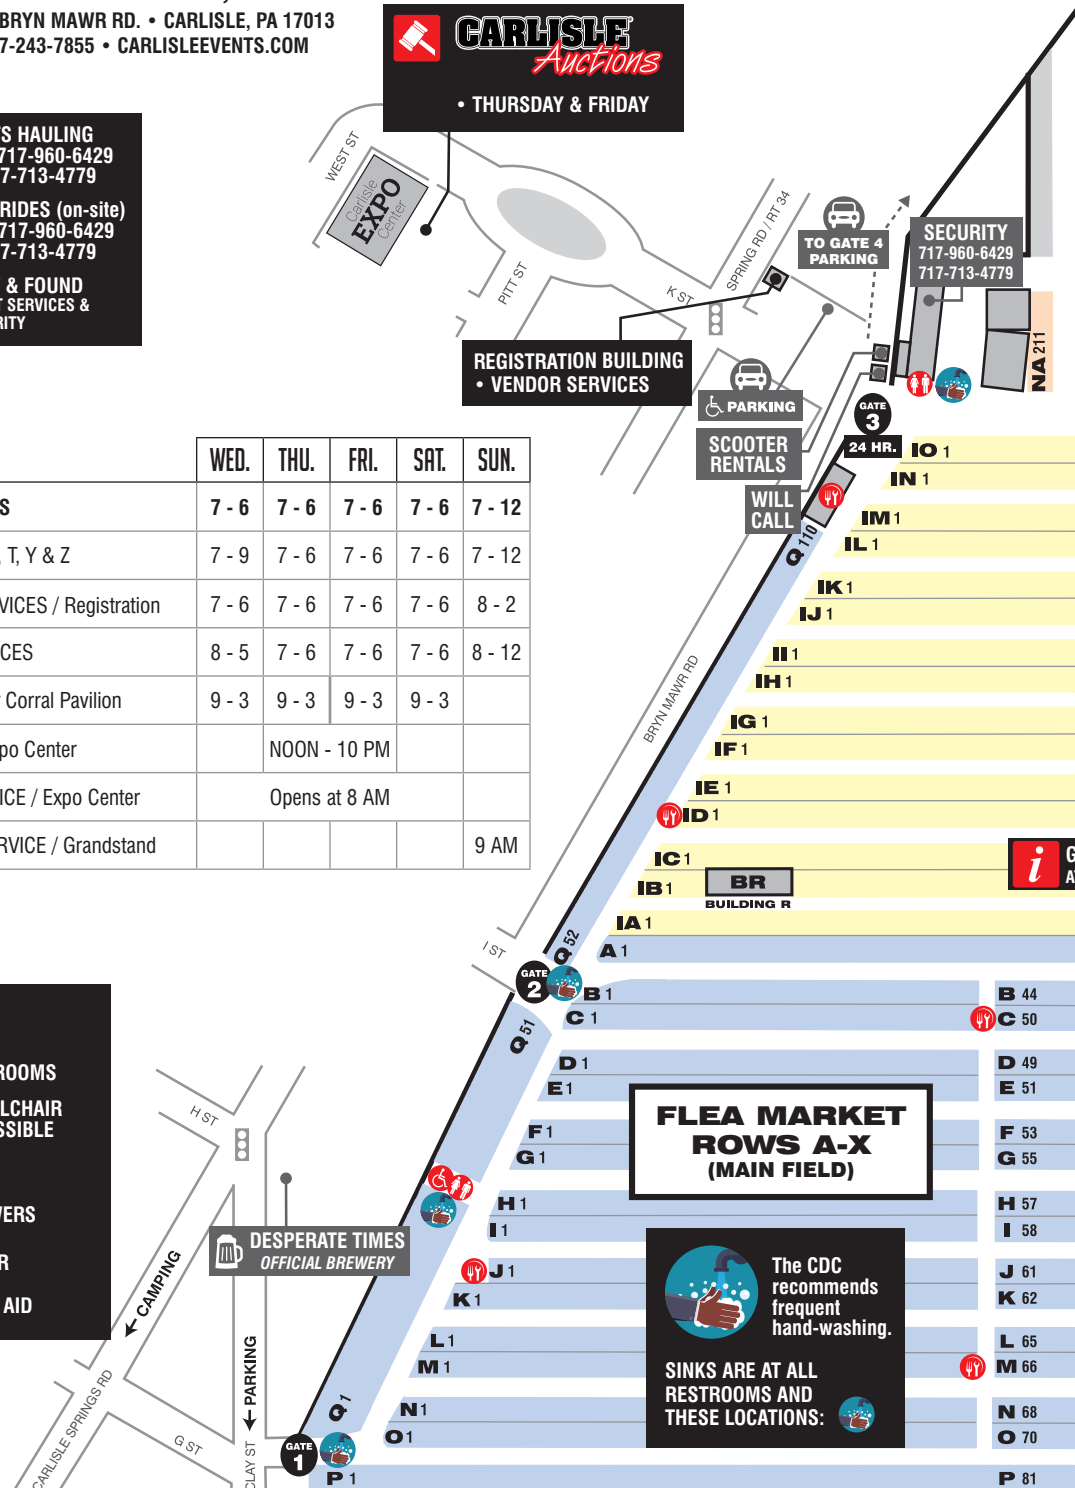 BRYN MAWR RD. • CARLISLE, PA 17013
7-243-7855 • CARLISLEEVENTS.COM
CARLISLE
Auctions
• THURSDAY & FRIDAY
S HAULING
717-960-6429
7-713-4779
RIDES (on-site)
717-960-6429
7-713-4779
& FOUND
T SERVICES &
RITY
WEST ST
Carlisle
EXPO
Center
PITT ST
K ST
SPRING RD / RT 34
TO GATE 4
PARKING
SECURITY
717-960-6429
717-713-4779
NA 211
REGISTRATION BUILDING
• VENDOR SERVICES
PARKING
SCOOTER
RENTALS
WILL
CALL
GATE
3
24 HR.
IO 1
IN 1
IM 1
IL 1
IK 1
IJ 1
II 1
IH 1
IG 1
IF 1
IE 1
ID 1
IC 1
IB 1
IA 1
A 1
Q 110
BRYN MAWR RD
BR
BUILDING R
i
G
A
WED. THU. FRI. SAT. SUN.
S 7 - 6 7 - 6 7 - 6 7 - 6 7 - 12
, T, Y & Z 7 - 9 7 - 6 7 - 6 7 - 6 7 - 12
VICES / Registration 7 - 6 7 - 6 7 - 6 7 - 6 8 - 2
CES 8 - 5 7 - 6 7 - 6 7 - 6 8 - 12
Corral Pavilion 9 - 3 9 - 3 9 - 3 9 - 3
po Center NOON - 10 PM
ICE / Expo Center Opens at 8 AM
RVICE / Grandstand 9 AM
I ST
Q 52
GATE
2
Q 51
B 1 B 44
C 1 C 50
D 1 D 49
E 1 E 51
F 1 F 53
G 1 G 55
H 1 H 57
I 1 I 58
J 1 J 61
K 1 K 62
L 1 L 65
M 1 M 66
N 1 N 68
O 1 O 70
P 1 P 81
FLEA MARKET
ROWS A-X
(MAIN FIELD)
The CDC
recommends
frequent
hand-washing.
SINKS ARE AT ALL
RESTROOMS AND
THESE LOCATIONS:
ROOMS
LCHAIR
SSIBLE
VERS
R
AID
H ST
DESPERATE TIMES
OFFICIAL BREWERY
CAMPING
PARKING
CARLISLE SPRINGS RD
G ST
CLAY ST
Q 1
GATE
1